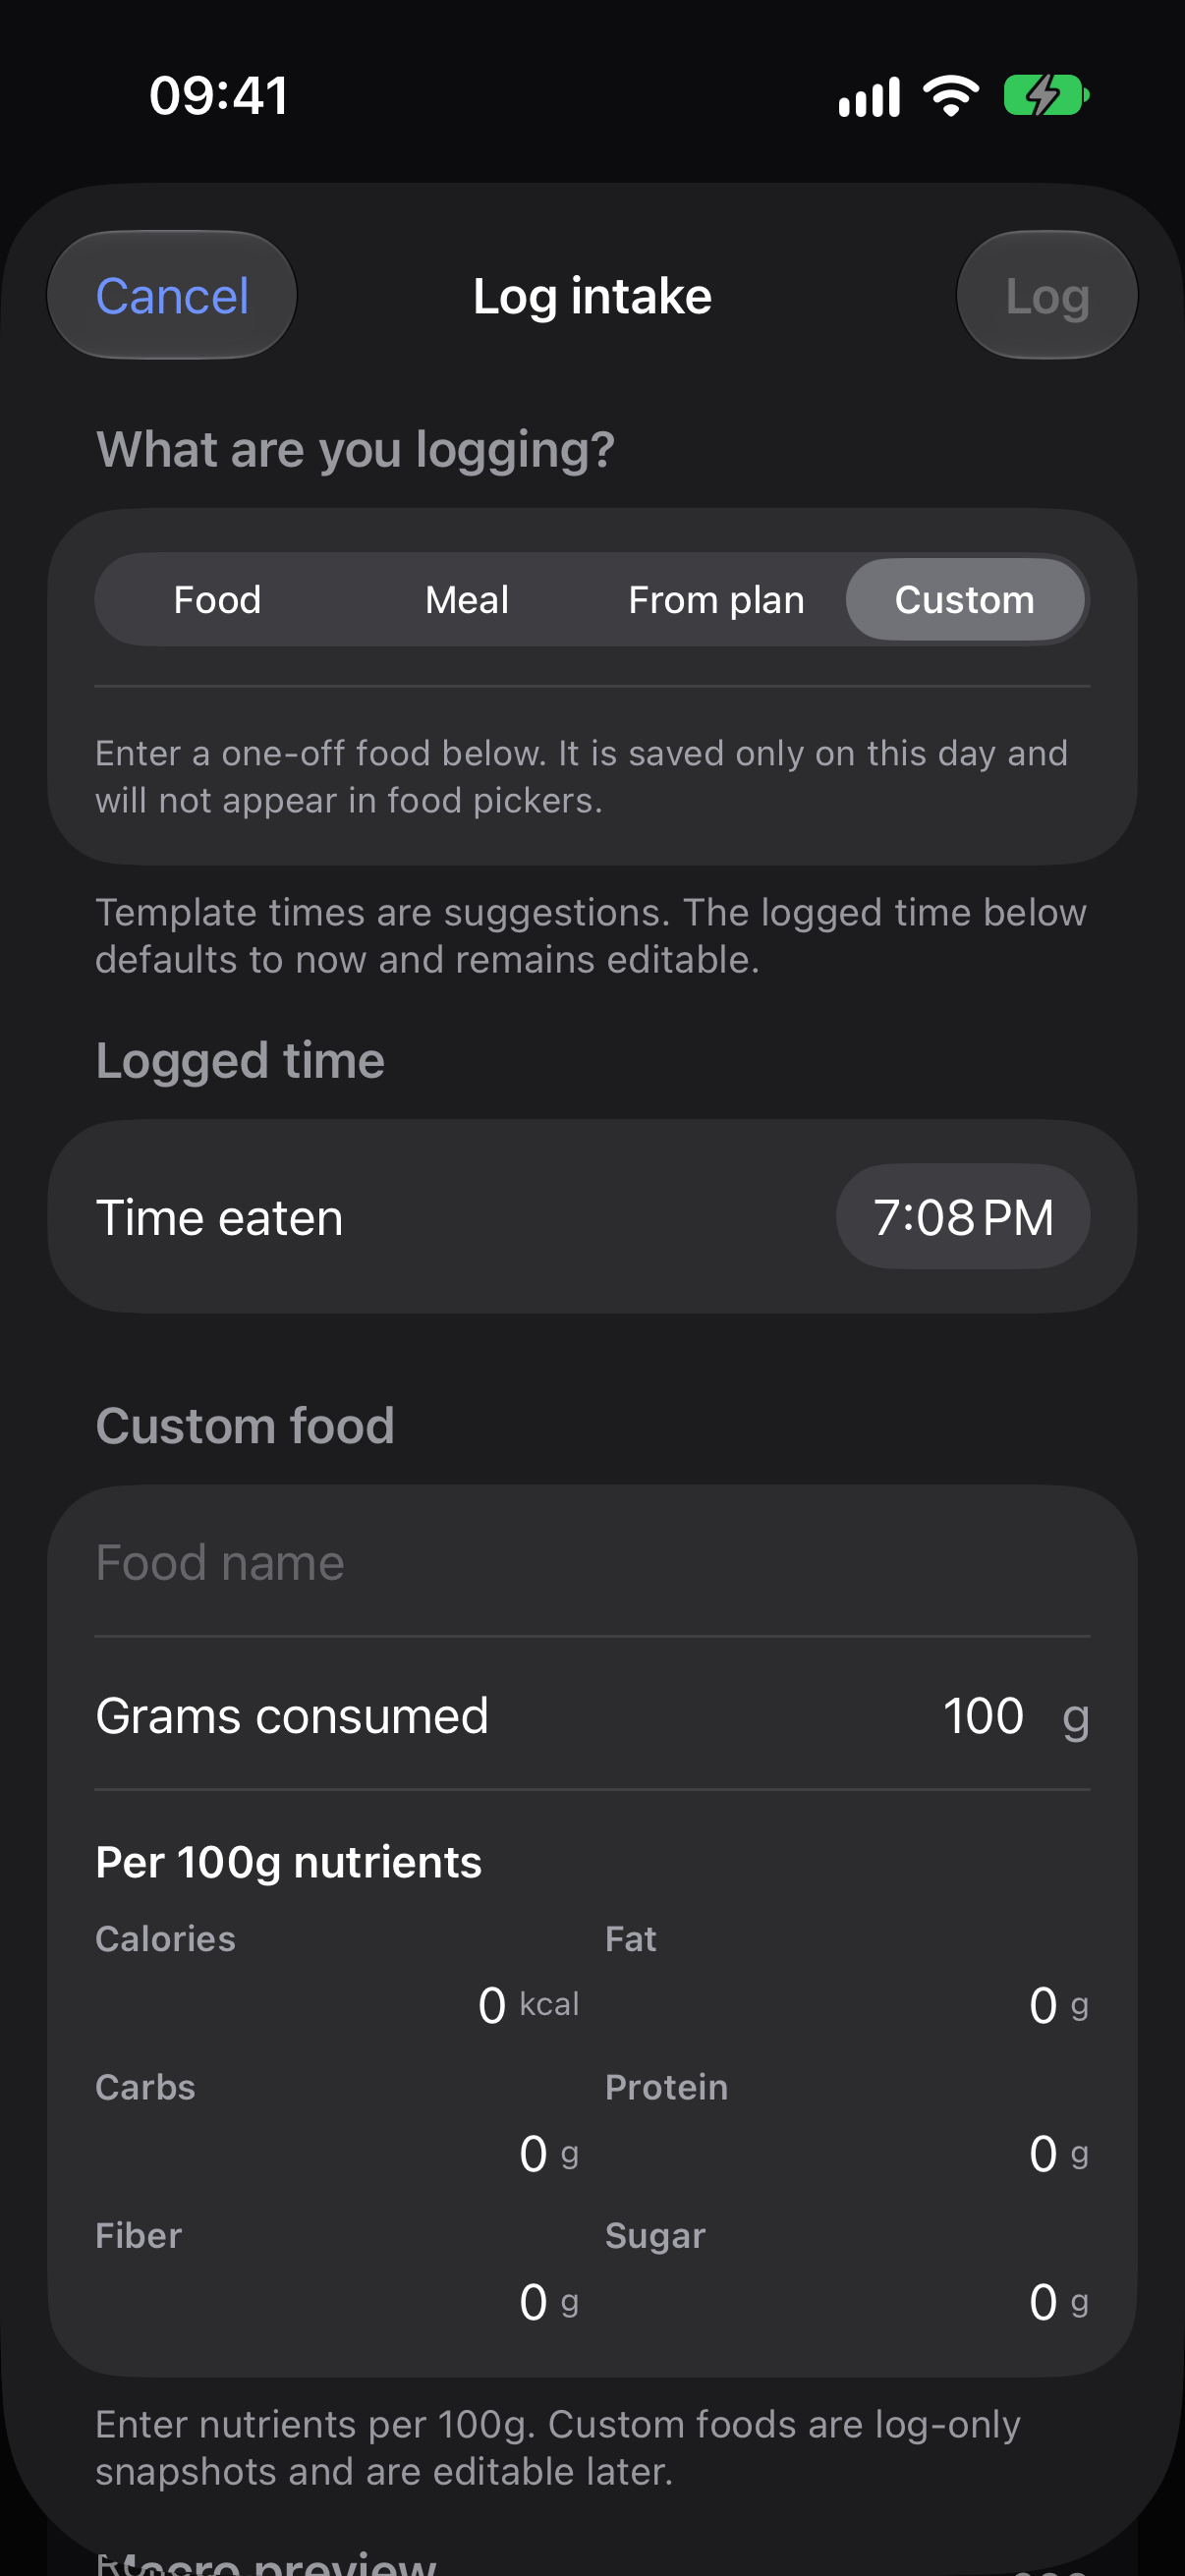 09:41
Cancel
Log intake
Log
What are you logging?
Food
Meal
From plan
Custom
Enter a one-off food below. It is saved only on this day and
will not appear in food pickers.
Template times are suggestions. The logged time below
defaults to now and remains editable.
Logged time
Time eaten
7:08 PM
Custom food
Food name
Grams consumed
100 g
Per 100g nutrients
Calories
Fat
0 kcal
0 g
Carbs
Protein
0 g
0 g
Fiber
Sugar
0 g
0 g
Enter nutrients per 100g. Custom foods are log-only
snapshots and are editable later.
Macro preview